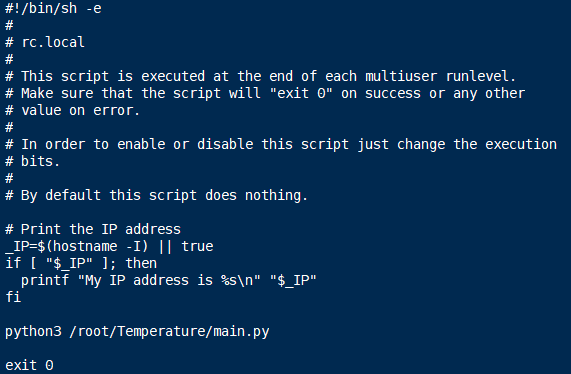 #!/bin/sh -e
#
# rc.local
#
# This script is executed at the end of each multiuser runlevel.
# Make sure that the script will "exit 0" on success or any other
# value on error.
#
# In order to enable or disable this script just change the execution
# bits.
#
# By default this script does nothing.

# Print the IP address
_IP=$(hostname -I) || true
if [ "$_IP" ]; then
  printf "My IP address is %s\n" "$_IP"
fi

python3 /root/Temperature/main.py

exit 0